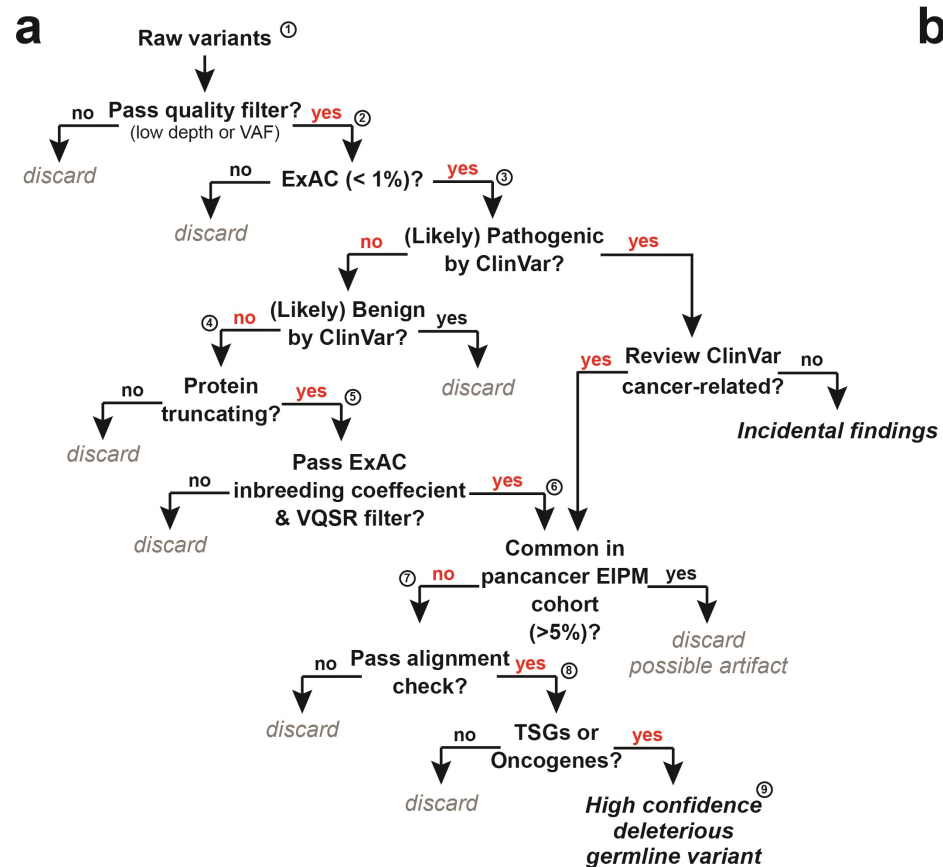 a
b
Raw variants ①
Pass quality filter?
(low depth or VAF)
no
yes ②
discard
ExAC (< 1%)?
no
yes ③
discard
(Likely) Pathogenic
by ClinVar?
no
yes
(Likely) Benign
by ClinVar?
④ no
yes
discard
Review ClinVar
cancer-related?
yes
no
Incidental findings
Protein
truncating?
no
yes ⑤
discard
Pass ExAC
inbreeding coeffecient
& VQSR filter?
no
yes ⑥
discard
Common in
pancancer EIPM
cohort
(>5%)?
⑦ no
yes
discard
possible artifact
Pass alignment
check?
no
yes ⑧
discard
TSGs or
Oncogenes?
no
yes
discard
High confidence ⑨
deleterious
germline variant